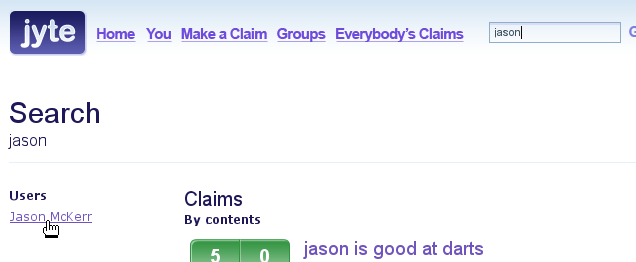 jyte
Home You Make a Claim Groups Everybody's Claims
jason
G
Search
jason
Users
Jason McKerr
Claims
By contents
5 0
jason is good at darts